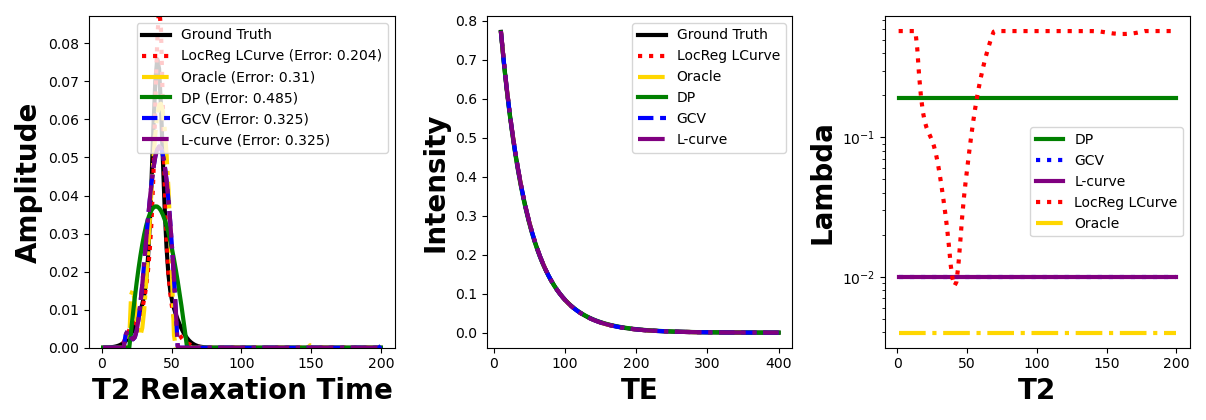 Amplitude
0.08
0.07
0.06
0.05
0.04
0.03
0.02
0.01
0.00
Ground Truth
LocReg LCurve (Error: 0.204)
Oracle (Error: 0.31)
DP (Error: 0.485)
GCV (Error: 0.325)
L-curve (Error: 0.325)
0 50 100 150 200
T2 Relaxation Time
Intensity
0.8
0.7
0.6
0.5
0.4
0.3
0.2
0.1
0.0
Ground Truth
LocReg LCurve
Oracle
DP
GCV
L-curve
0 100 200 300 400
TE
Lambda
10⁻¹
10⁻²
DP
GCV
L-curve
LocReg LCurve
Oracle
0 50 100 150 200
T2